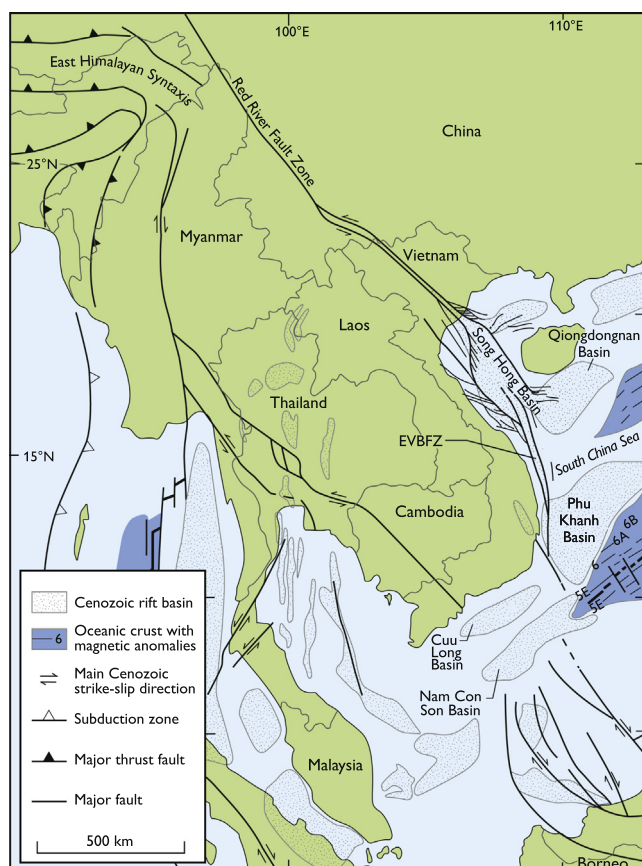 100°E
110°E
East Himalayan Syntaxis
Red River Fault Zone
China
25°N
Myanmar
Vietnam
Laos
Song Hong Basin
Qiongdongnan
Basin
Thailand
EVBFZ
South China Sea
15°N
Cambodia
Phu
Khanh
Basin
6B
6A
6
5E
5E
Cuu
Long
Basin
Nam Con
Son Basin
Malaysia
Borneo
Cenozoic rift basin
6
Oceanic crust with
magnetic anomalies
Main Cenozoic
strike-slip direction
Subduction zone
Major thrust fault
Major fault
500 km